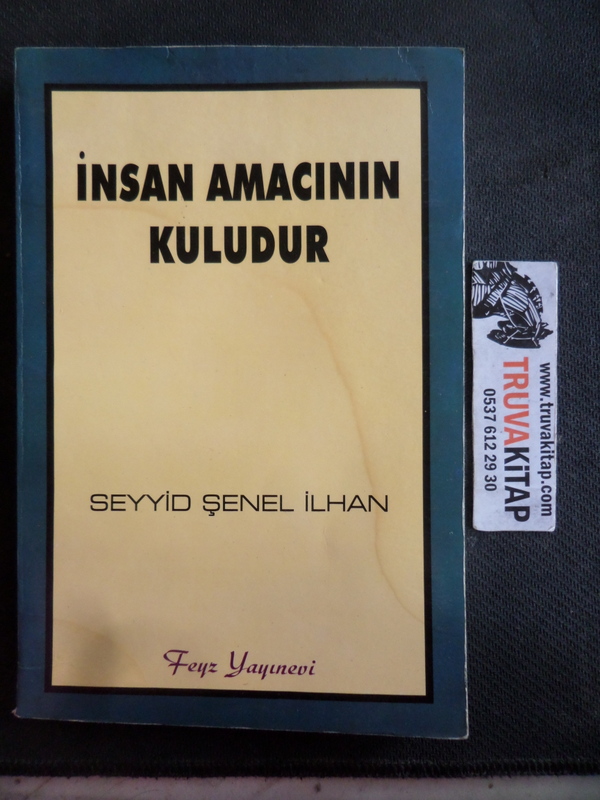 İNSAN AMACININ
KULUDUR
SEYYİD ŞENEL İLHAN
Feyz Yayınevi
www.truvakitap.com
TRUVAKİTAP
0537 612 29 30